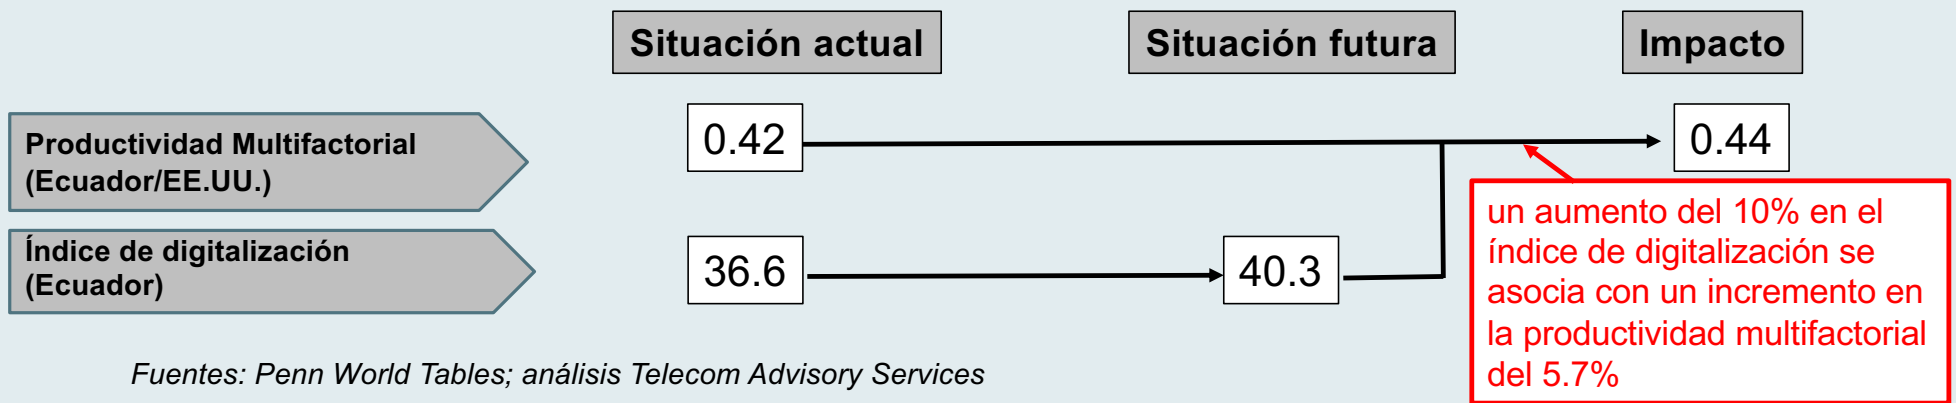 Situación actual
Situación futura
Impacto
Productividad Multifactorial
(Ecuador/EE.UU.)
0.42
0.44
Índice de digitalización
(Ecuador)
36.6
40.3
un aumento del 10% en el
índice de digitalización se
asocia con un incremento en
la productividad multifactorial
del 5.7%
Fuentes: Penn World Tables; análisis Telecom Advisory Services